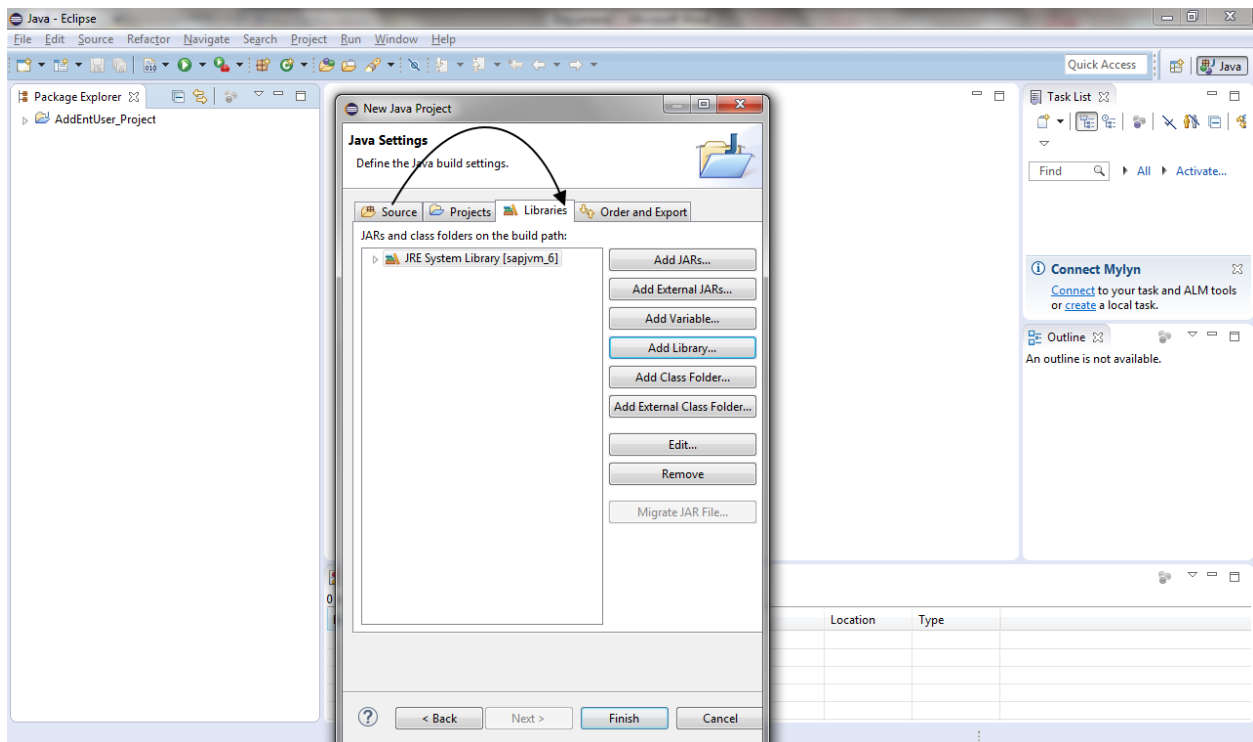 Java - Eclipse
File Edit Source Refactor Navigate Search Project Run Window Help
Quick Access
Java
Package Explorer
AddEntUser_Project
New Java Project
Java Settings
Define the Java build settings.
Source Projects Libraries Order and Export
JARs and class folders on the build path:
JRE System Library [sapjvm_6]
Add JARs...
Add External JARs...
Add Variable...
Add Library...
Add Class Folder...
Add External Class Folder...
Edit...
Remove
Migrate JAR File...
< Back Next > Finish Cancel
Task List
Find All Activate...
Connect Mylyn
Connect to your task and ALM tools
or create a local task.
Outline
An outline is not available.
0
Location Type